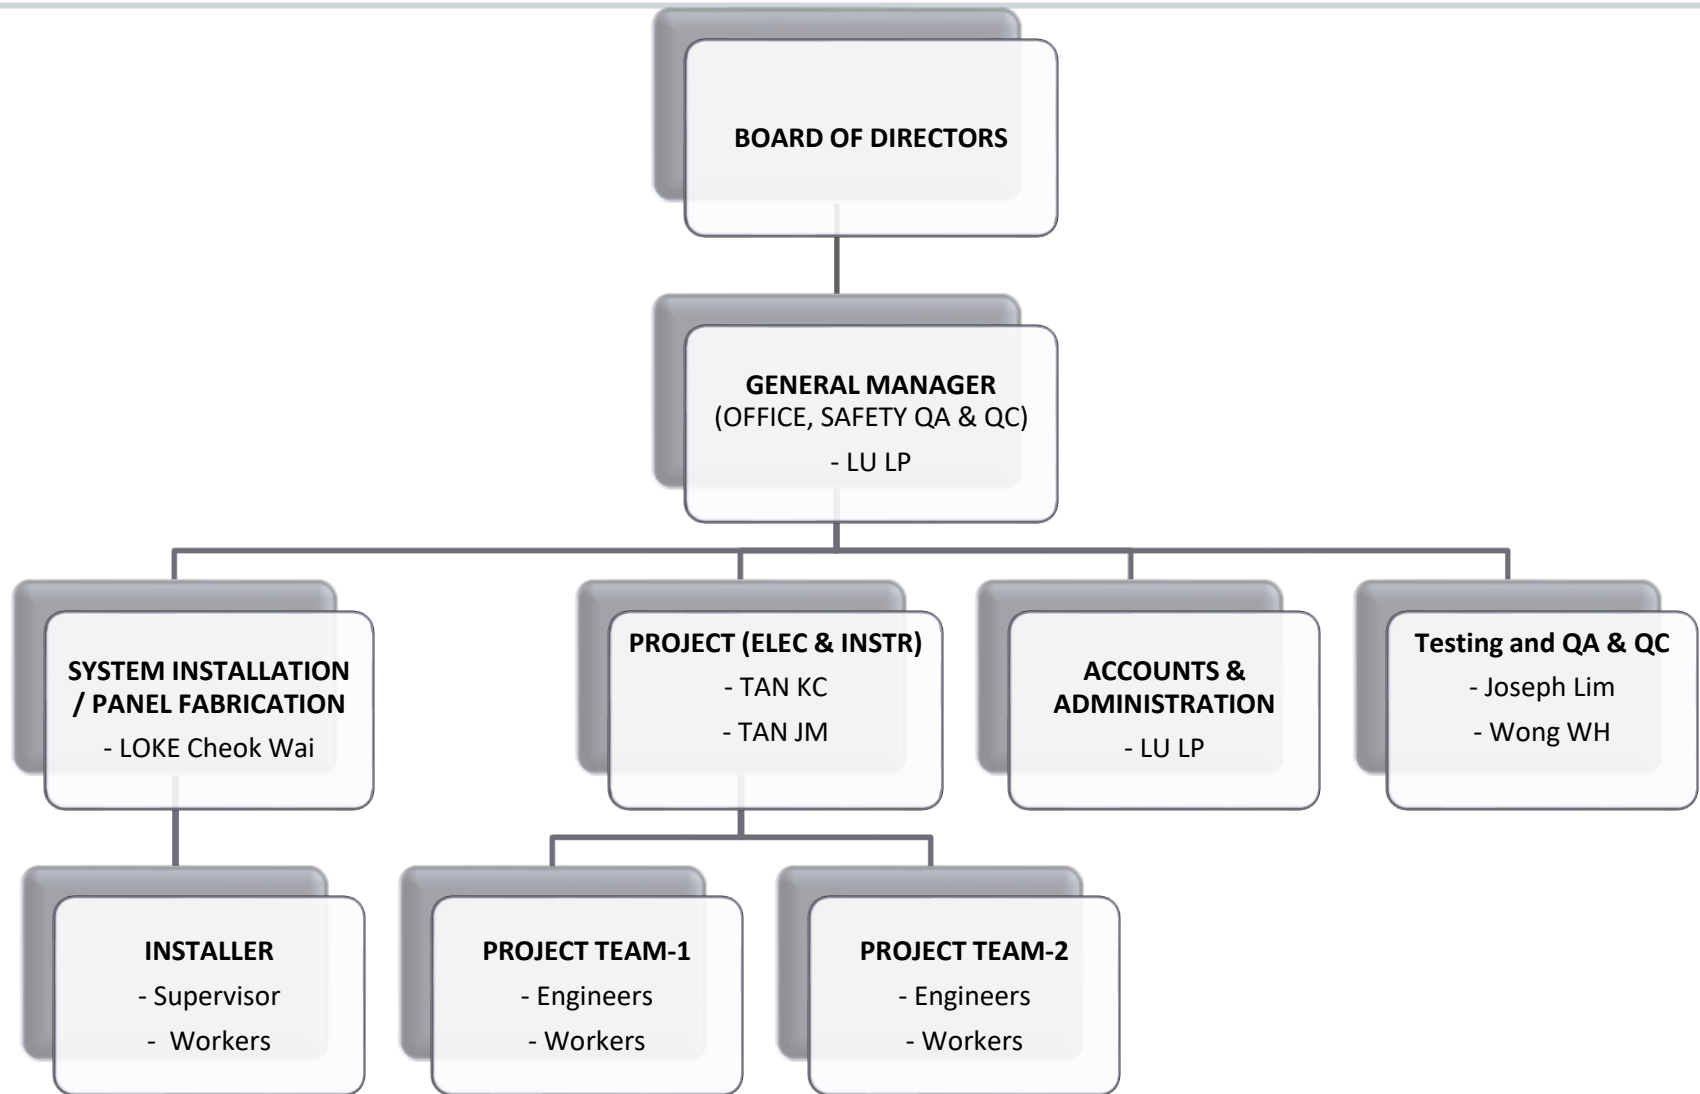 BOARD OF DIRECTORS
GENERAL MANAGER
(OFFICE, SAFETY QA & QC)
- LU LP
SYSTEM INSTALLATION
/ PANEL FABRICATION
- LOKE Cheok Wai
PROJECT (ELEC & INSTR)
- TAN KC
- TAN JM
ACCOUNTS &
ADMINISTRATION
- LU LP
Testing and QA & QC
- Joseph Lim
- Wong WH
INSTALLER
- Supervisor
- Workers
PROJECT TEAM-1
- Engineers
- Workers
PROJECT TEAM-2
- Engineers
- Workers